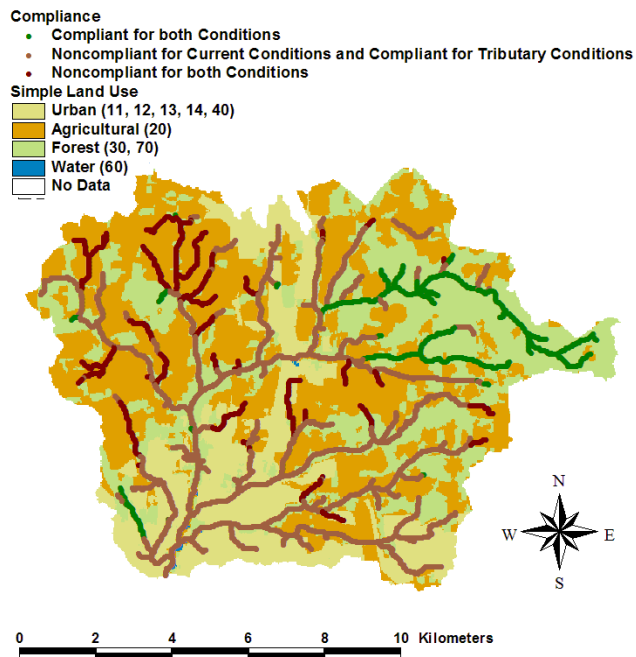 Compliance
Compliant for both Conditions
Noncompliant for Current Conditions and Compliant for Tributary Conditions
Noncompliant for both Conditions
Simple Land Use
Urban (11, 12, 13, 14, 40)
Agricultural (20)
Forest (30, 70)
Water (60)
No Data
N
W E
S
0 2 4 6 8 10 Kilometers